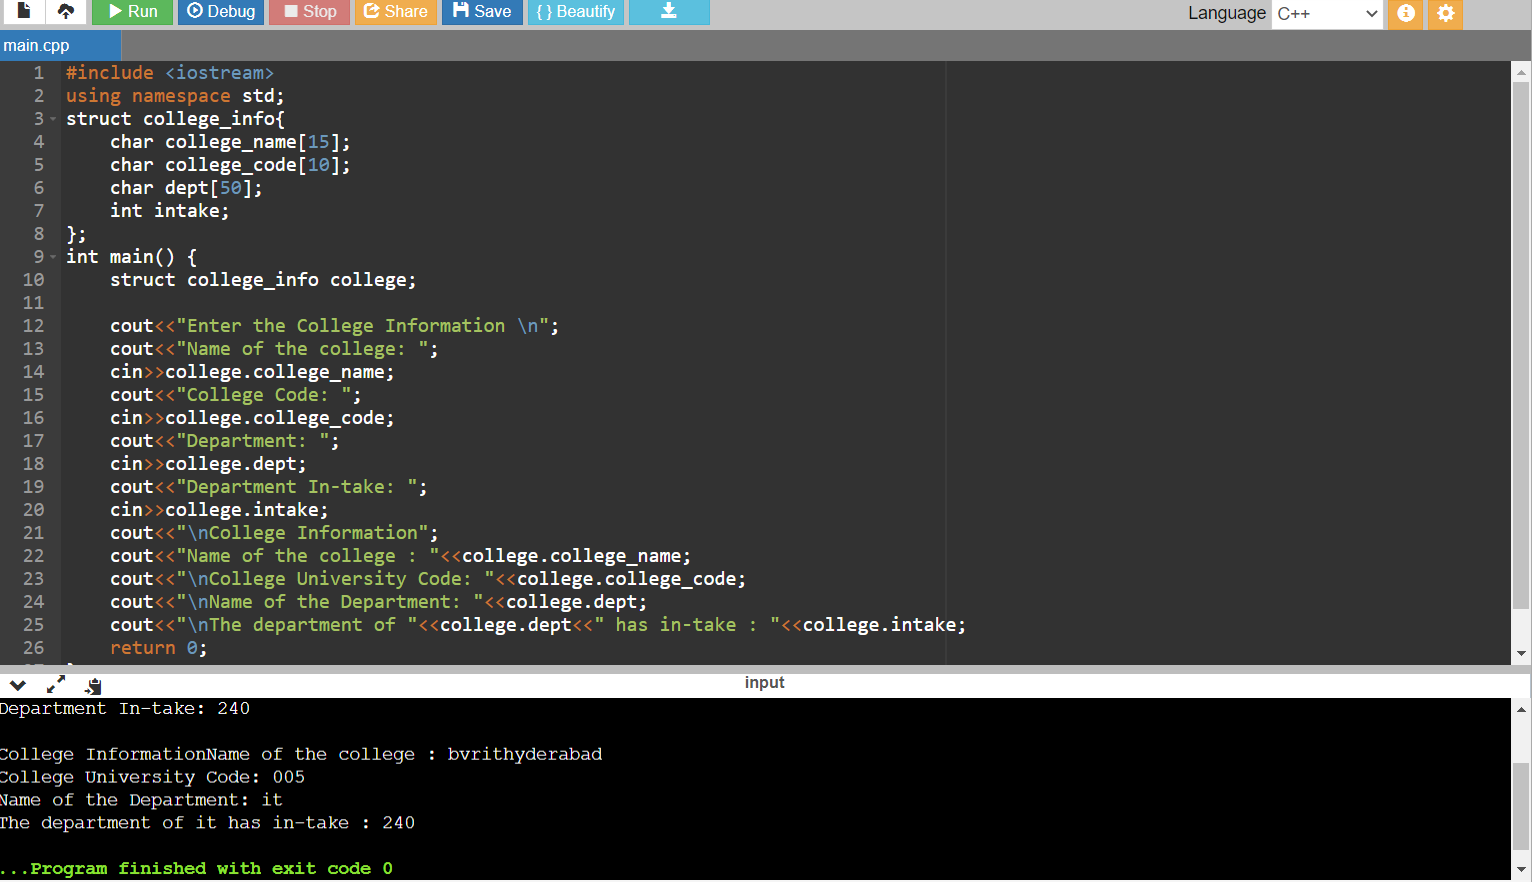 Run Debug Stop Share Save { } Beautify Language C++
main.cpp
1 #include <iostream>
2 using namespace std;
3 struct college_info{
4     char college_name[15];
5     char college_code[10];
6     char dept[50];
7     int intake;
8 };
9 int main() {
10     struct college_info college;
11
12     cout<<"Enter the College Information \n";
13     cout<<"Name of the college: ";
14     cin>>college.college_name;
15     cout<<"College Code: ";
16     cin>>college.college_code;
17     cout<<"Department: ";
18     cin>>college.dept;
19     cout<<"Department In-take: ";
20     cin>>college.intake;
21     cout<<"\nCollege Information";
22     cout<<"Name of the college : "<<college.college_name;
23     cout<<"\nCollege University Code: "<<college.college_code;
24     cout<<"\nName of the Department: "<<college.dept;
25     cout<<"\nThe department of "<<college.dept<<" has in-take : "<<college.intake;
26     return 0;
input
Department In-take: 240
College InformationName of the college : bvrithyderabad
College University Code: 005
Name of the Department: it
The department of it has in-take : 240
...Program finished with exit code 0